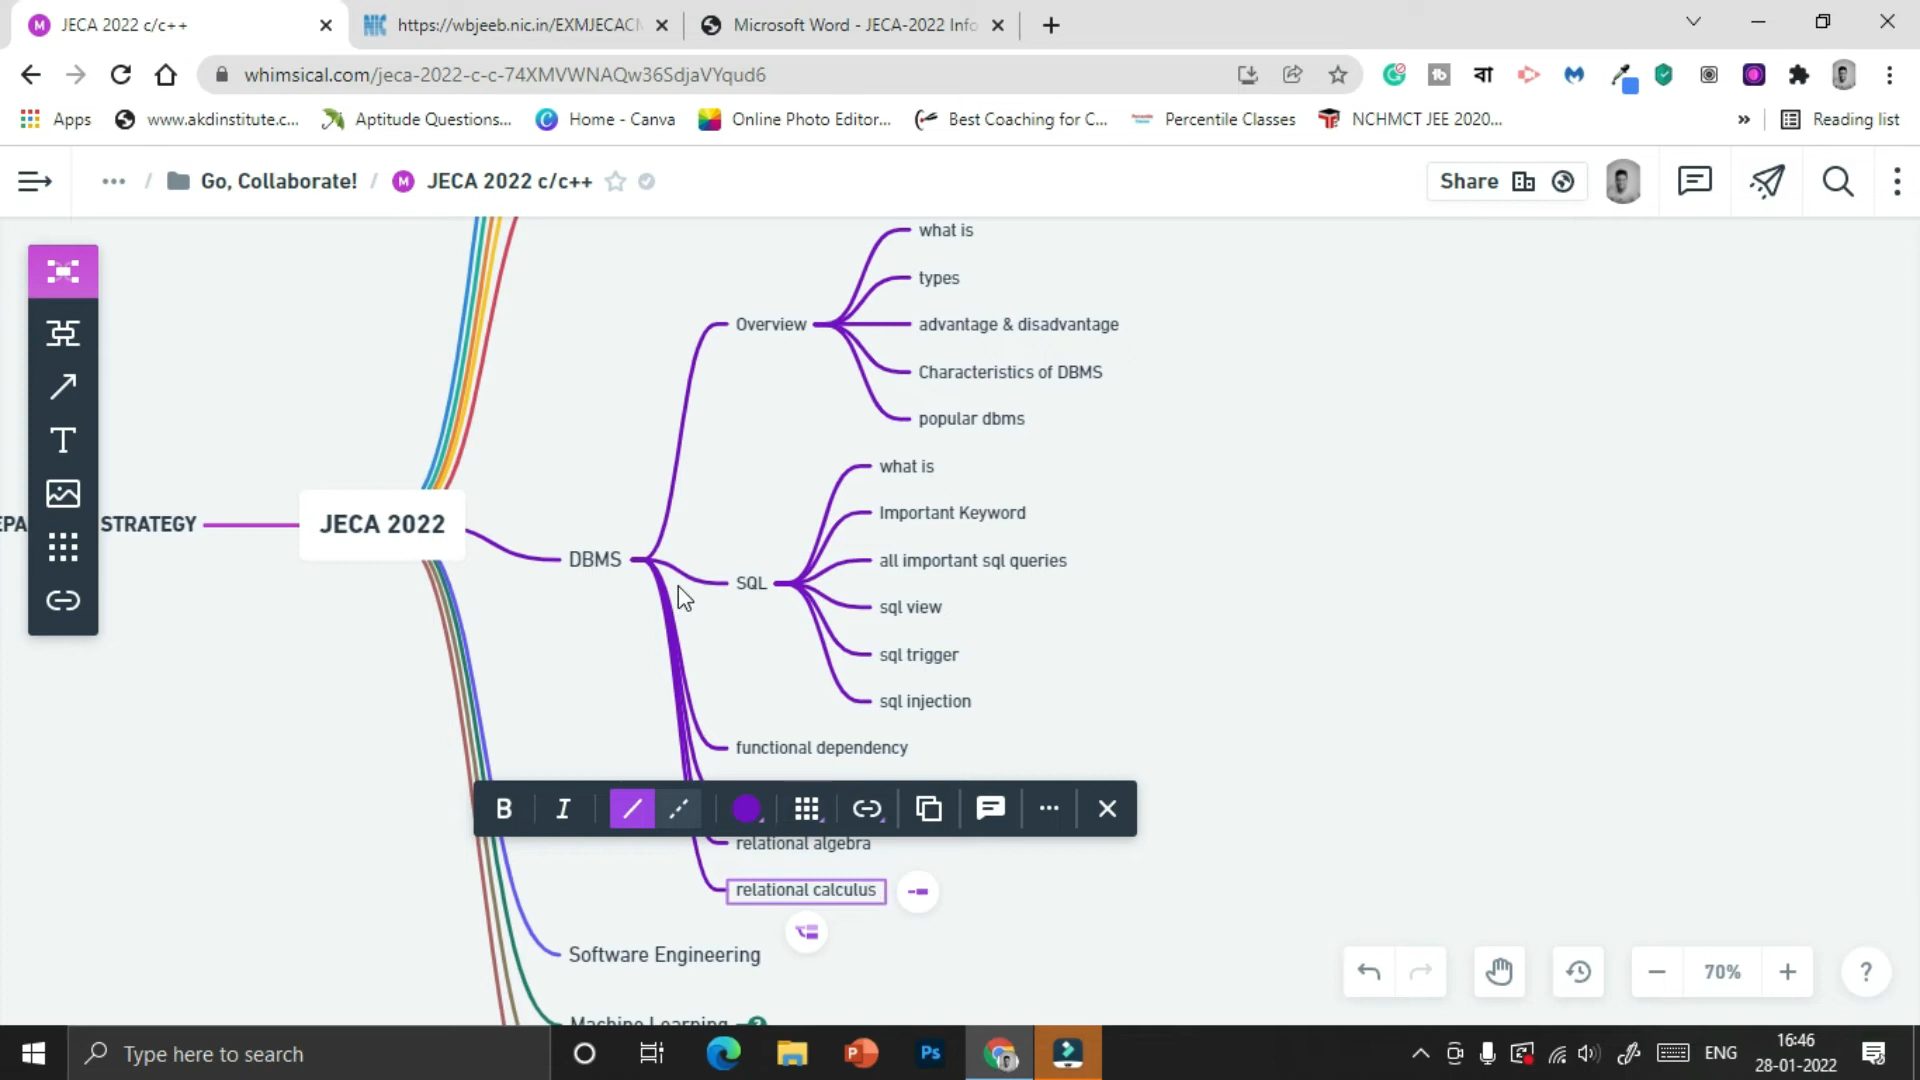 JECA 2022 c/c++
https://wbjeeb.nic.in/EXMJECACM
Microsoft Word - JECA-2022 Info
whimsical.com/jeca-2022-c-c-74XMVWNAQw36SdjaVYqud6
Apps
www.akdinstitute.c...
Aptitude Questions...
Home - Canva
Online Photo Editor...
Best Coaching for C...
Percentile Classes
NCHMCT JEE 2020...
»
Reading list
... / Go, Collaborate! / M JECA 2022 c/c++
Share
what is
types
Overview
advantage & disadvantage
Characteristics of DBMS
popular dbms
what is
Important Keyword
EPA
STRATEGY
JECA 2022
DBMS
all important sql queries
SQL
sql view
sql trigger
sql injection
functional dependency
B I
relational algebra
relational calculus
Software Engineering
Machine Learning
70%
?
Type here to search
ENG
16:46
28-01-2022